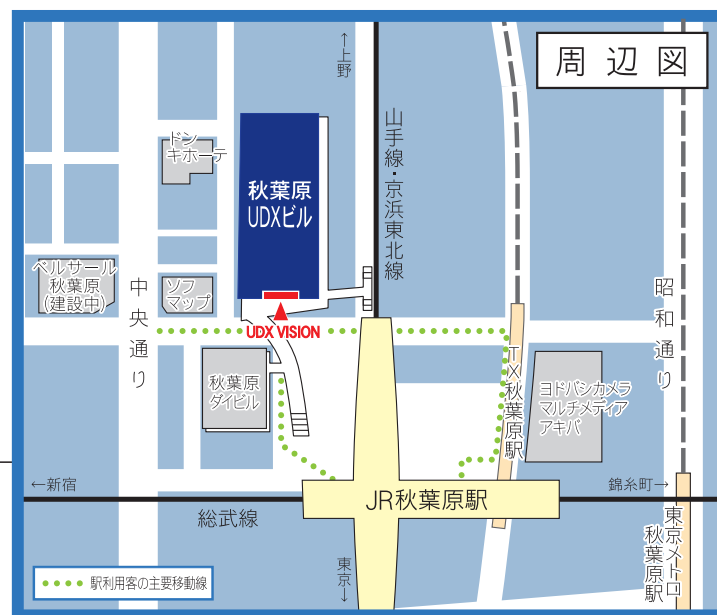 周辺図
↑上野
山手線・京浜東北線
ドン
キホーテ
秋葉原
UDXビル
ベルサール
秋葉原
(建設中)
中央通り
ソフ
マップ
UDX VISION
昭和通り
秋葉原
ダイビル
TX秋葉原駅
ヨドバシカメラ
マルチメディア
アキバ
←新宿
錦糸町→
JR秋葉原駅
総武線
東京メトロ
秋葉原駅
東京↓
駅利用客の主要移動線